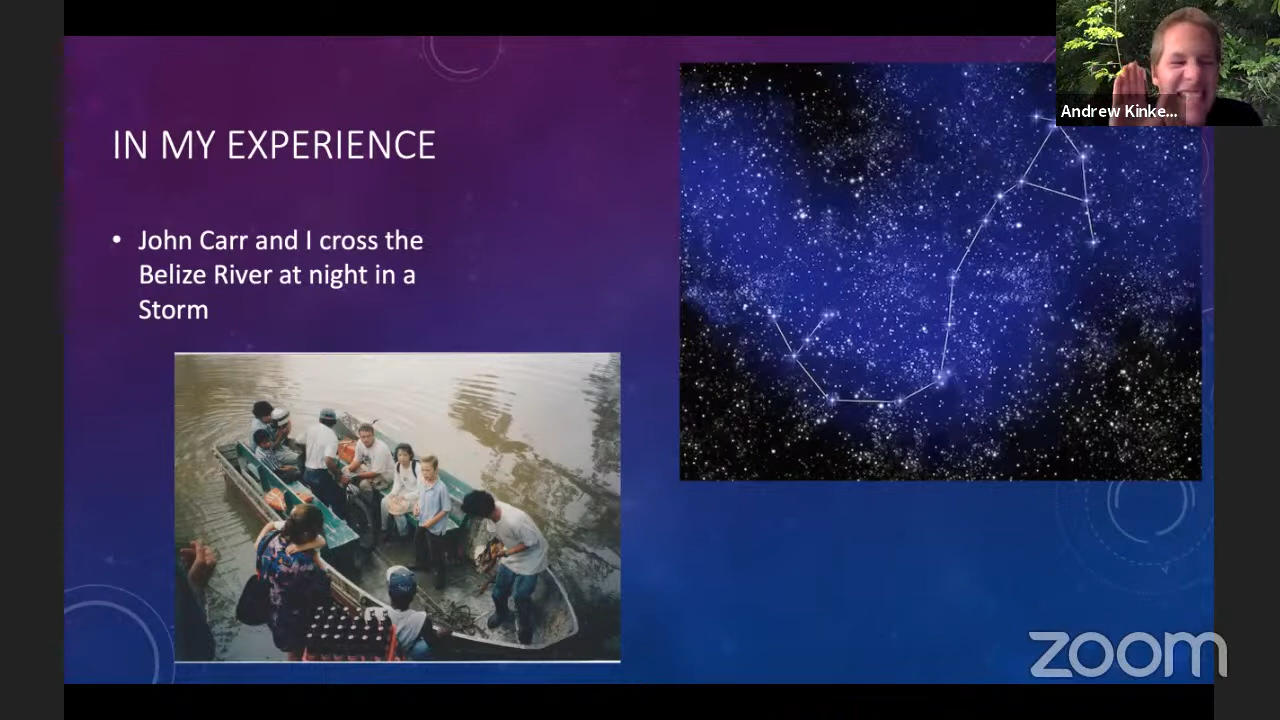 Andrew Kinke...
IN MY EXPERIENCE
• John Carr and I cross the
Belize River at night in a
Storm
zoom